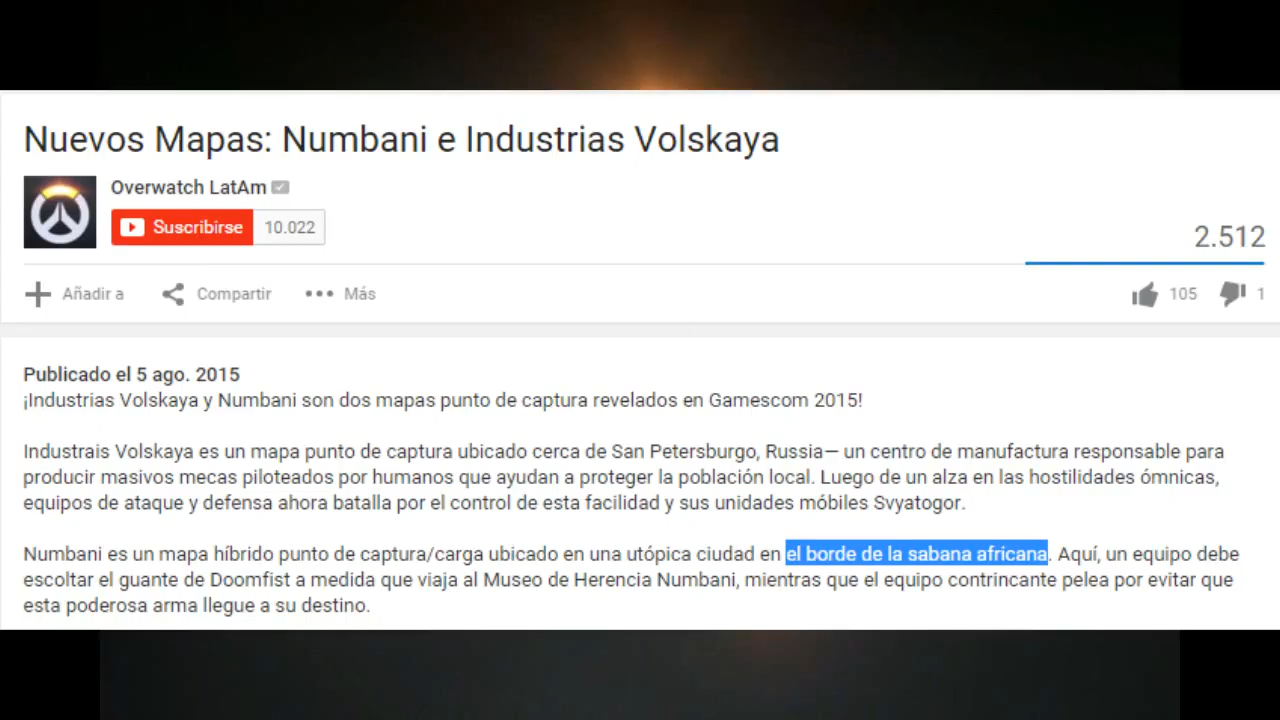 Nuevos Mapas: Numbani e Industrias Volskaya
Overwatch LatAm
Suscribirse 10.022
2.512
Añadir a Compartir Más 105 1
Publicado el 5 ago. 2015
¡Industrias Volskaya y Numbani son dos mapas punto de captura revelados en Gamescom 2015!
Industrais Volskaya es un mapa punto de captura ubicado cerca de San Petersburgo, Russia— un centro de manufactura responsable para
producir masivos mecas piloteados por humanos que ayudan a proteger la población local. Luego de un alza en las hostilidades ómnicas,
equipos de ataque y defensa ahora batalla por el control de esta facilidad y sus unidades móbiles Svyatogor.
Numbani es un mapa híbrido punto de captura/carga ubicado en una utópica ciudad en el borde de la sabana africana. Aquí, un equipo debe
escoltar el guante de Doomfist a medida que viaja al Museo de Herencia Numbani, mientras que el equipo contrincante pelea por evitar que
esta poderosa arma llegue a su destino.